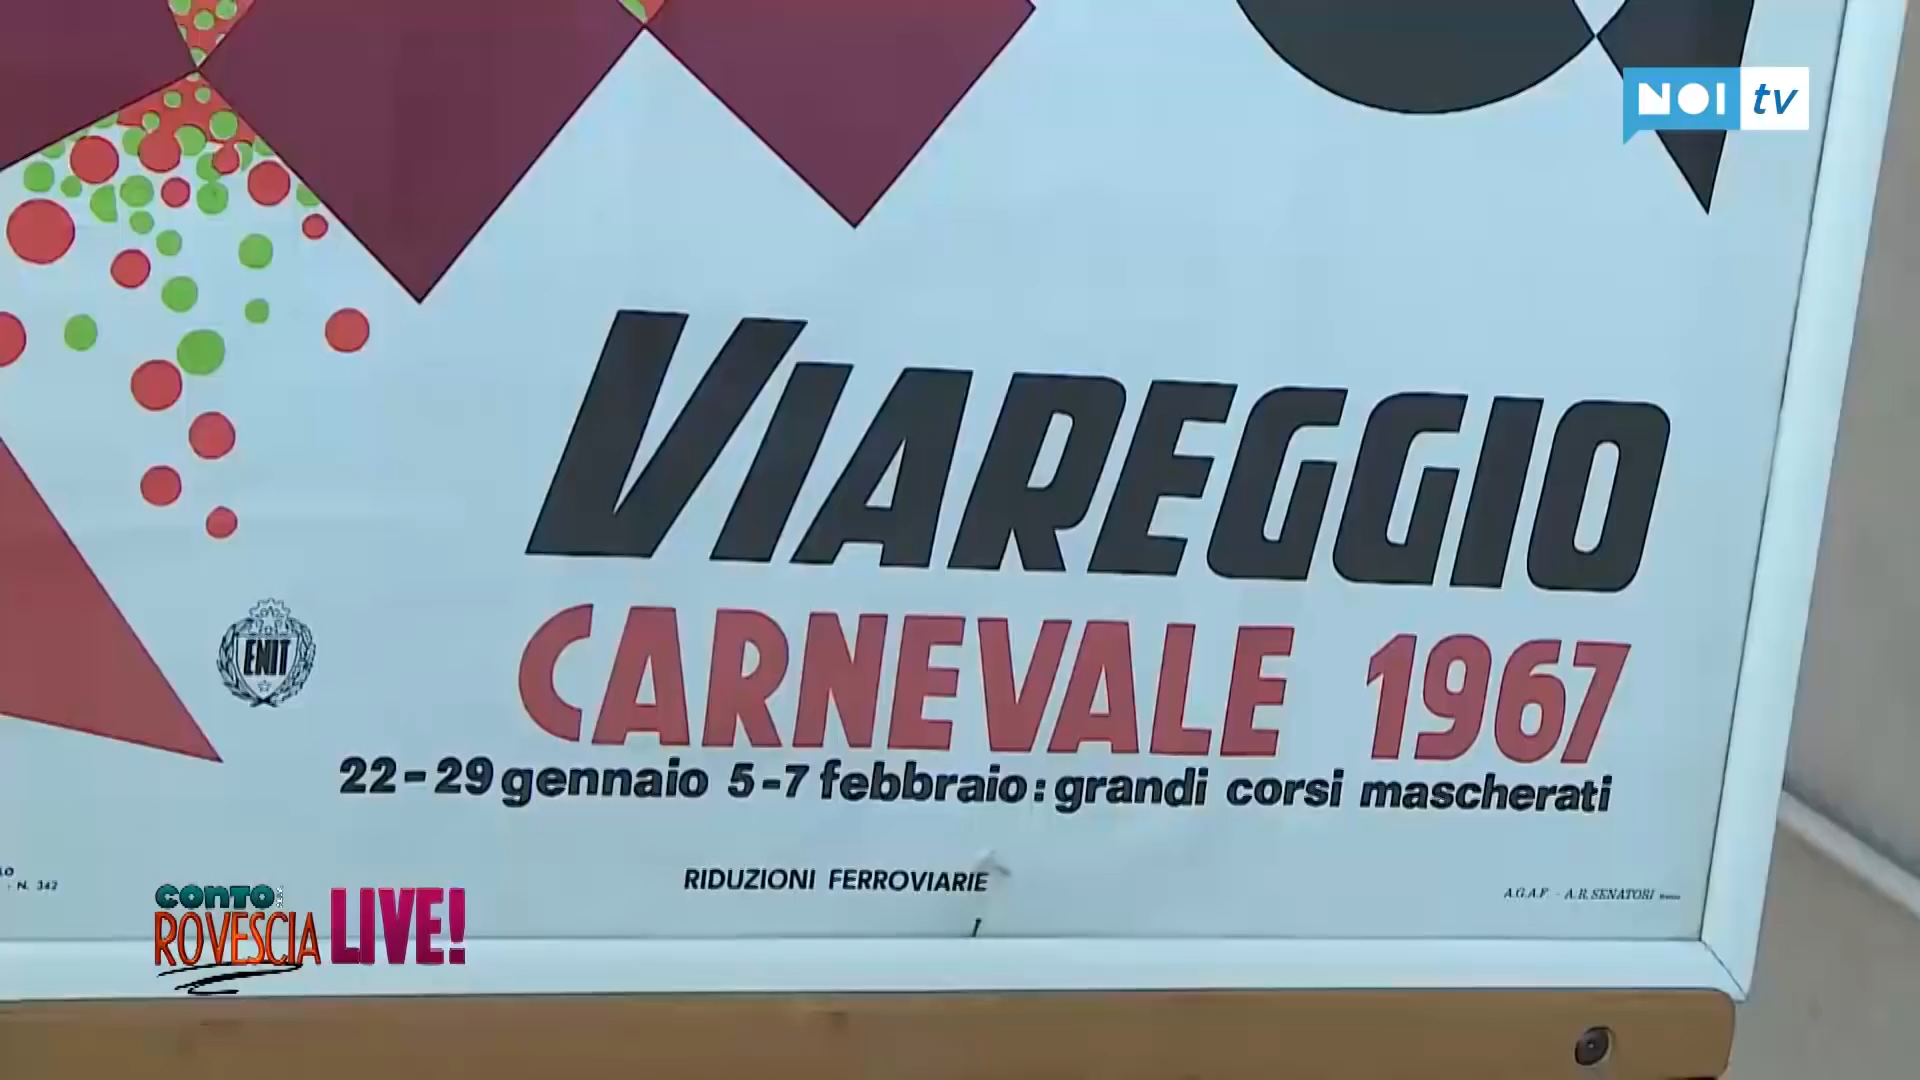 NOI tv
VIAREGGIO
CARNEVALE 1967
ENIT
22-29 gennaio 5-7 febbraio: grandi corsi mascherati
RIDUZIONI FERROVIARIE
- N. 342
A.G.A.F. - A.R. SENATORI
CONTO
ROVESCIA LIVE!